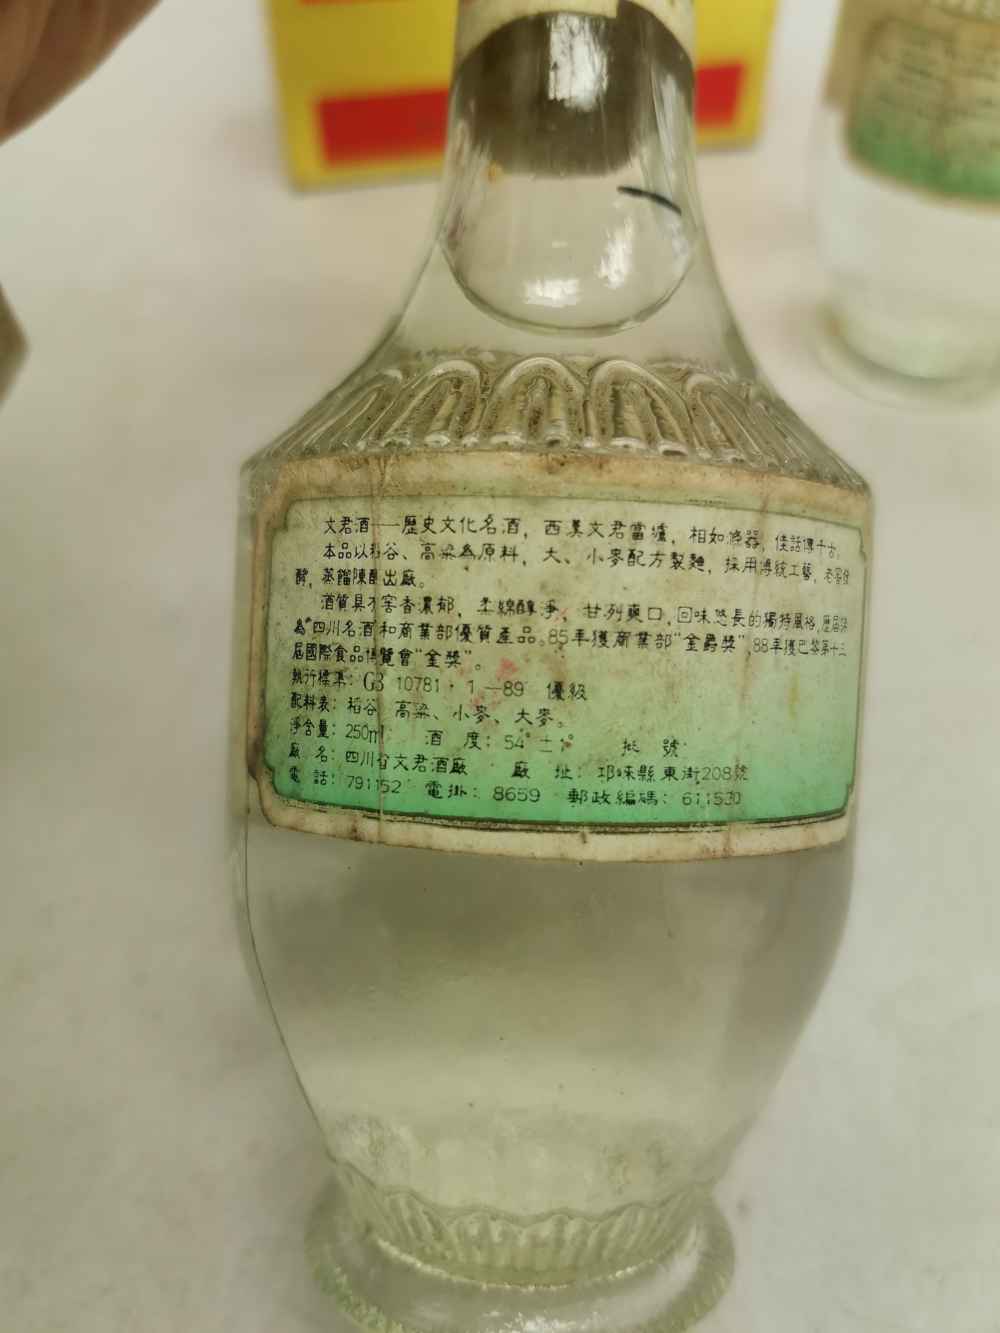 文君酒——歷史文化名酒，西漢文君當爐，相如滌器，佳話傳千古。
本品以稻谷、高粱為原料，大、小麥配方製麯，採用傳統工藝，老窖發
酵，蒸餾陳釀出廠。
酒質具有窖香濃郁，柔綿醇淨，甘列爽口，回味悠長的獨特風格，歷屆評
為“四川名酒和商業部優質產品。85年獲商業部“金爵獎”，88年獲巴黎第十三
屆國際食品博覽會“金獎”。
執行標準：GB 10781·1—89 優級
配料表：稻谷、高粱、小麥、大麥。
淨含量：250ml 酒 度：54°±1° 批 號：
廠 名：四川省文君酒廠 廠 址：邛崍縣東街208號
電 話：791152 電掛：8659 郵政編碼：611530